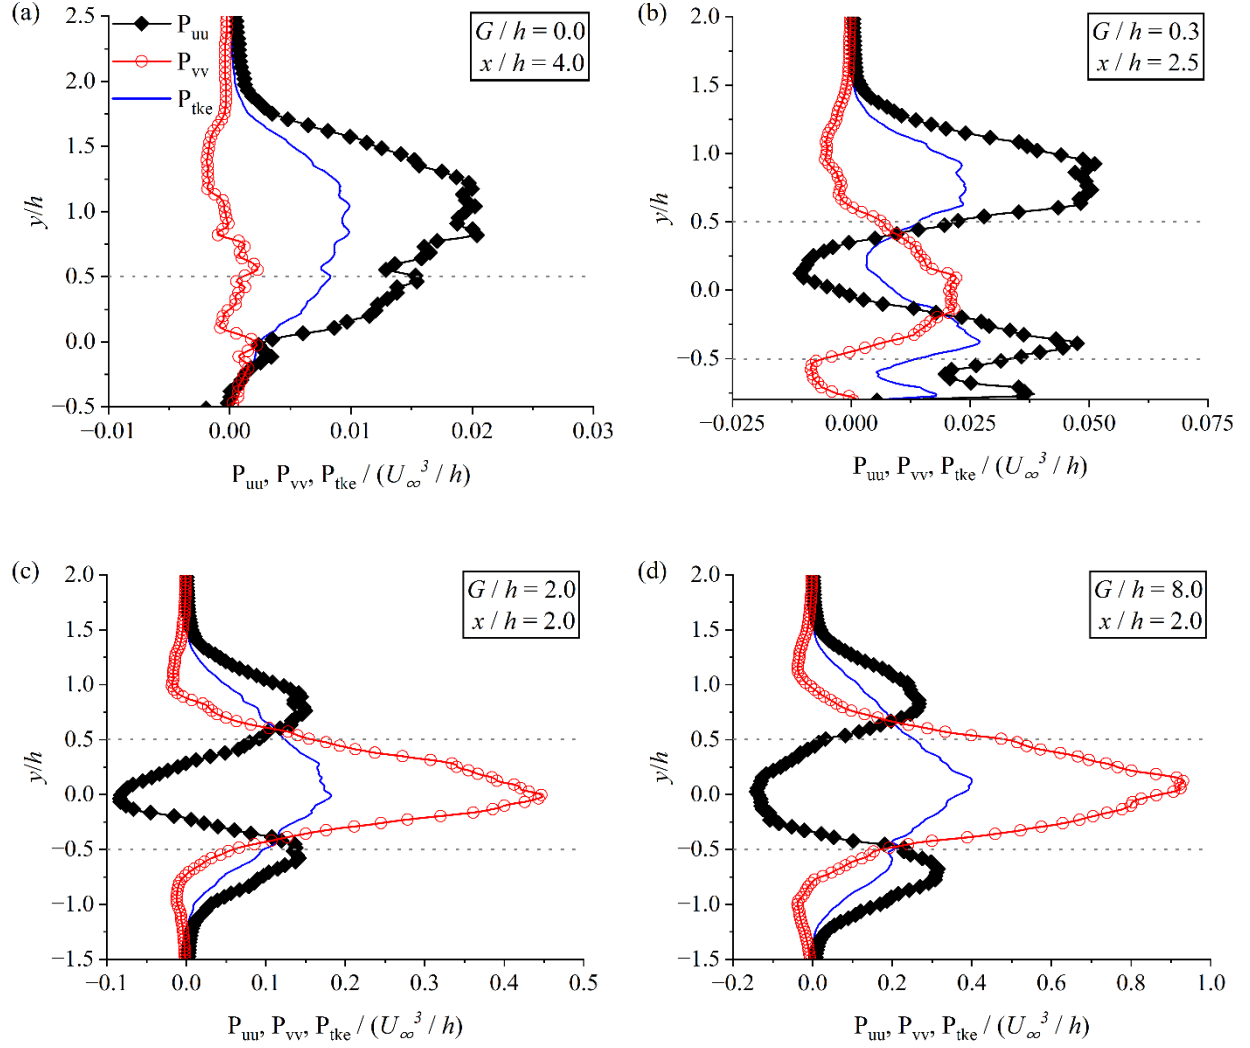 (a)
2.5
2.0
1.5
1.0
0.5
0.0
−0.5
y/h
P_uu
P_vv
P_tke
G / h = 0.0
x / h = 4.0
−0.01 0.00 0.01 0.02 0.03
P_uu, P_vv, P_tke / (U_∞^3 / h)
(b)
2.0
1.5
1.0
0.5
0.0
−0.5
y/h
G / h = 0.3
x / h = 2.5
−0.025 0.000 0.025 0.050 0.075
P_uu, P_vv, P_tke / (U_∞^3 / h)
(c)
2.0
1.5
1.0
0.5
0.0
−0.5
−1.0
−1.5
y/h
G / h = 2.0
x / h = 2.0
−0.1 0.0 0.1 0.2 0.3 0.4 0.5
P_uu, P_vv, P_tke / (U_∞^3 / h)
(d)
2.0
1.5
1.0
0.5
0.0
−0.5
−1.0
−1.5
y/h
G / h = 8.0
x / h = 2.0
−0.2 0.0 0.2 0.4 0.6 0.8 1.0
P_uu, P_vv, P_tke / (U_∞^3 / h)